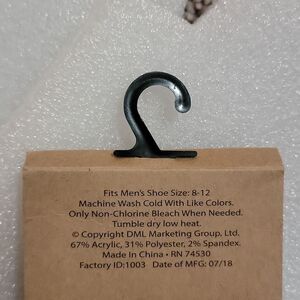 Fits Men's Shoe Size: 8-12
Machine Wash Cold With Like Colors.
Only Non-Chlorine Bleach When Needed.
Tumble dry low heat.
© Copyright DML Marketing Group, Ltd.
67% Acrylic, 31% Polyester, 2% Spandex.
Made In China • RN 74530
Factory ID:1003 Date of MFG: 07/18